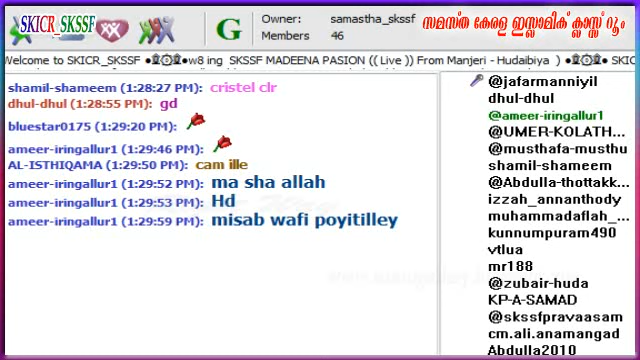 SKICR_SKSSF
G
Owner: samastha_skssf
Members 46
സമസ്ത കേരള ഇസ്ലാമിക് ക്ലാസ്സ് റൂം
Welcome to SKICR_SKSSF ●۩۞۩●w8 ing SKSSF MADEENA PASION (( Live )) From Manjeri - Hudaibiya ) ●۩۞۩● SKICR
shamil-shameem (1:28:27 PM): cristel clr
dhul-dhul (1:28:55 PM): gd
bluestar0175 (1:29:20 PM):
ameer-iringallur1 (1:29:46 PM):
AL-ISTHIQAMA (1:29:50 PM): cam ille
ameer-iringallur1 (1:29:52 PM): ma sha allah
ameer-iringallur1 (1:29:53 PM): Hd
ameer-iringallur1 (1:29:59 PM): misab wafi poyitilley
@jafarmanniyil
dhul-dhul
@ameer-iringallur1
@UMER-KOLATH...
@musthafa-musthu
shamil-shameem
@Abdulla-thottakk...
izzah_annanthody
muhammadaflah_...
kunnumpuram490
vtlua
mr188
@zubair-huda
KP-A-SAMAD
@skssfpravaasam
cm.ali.anamangad
Abdulla2010